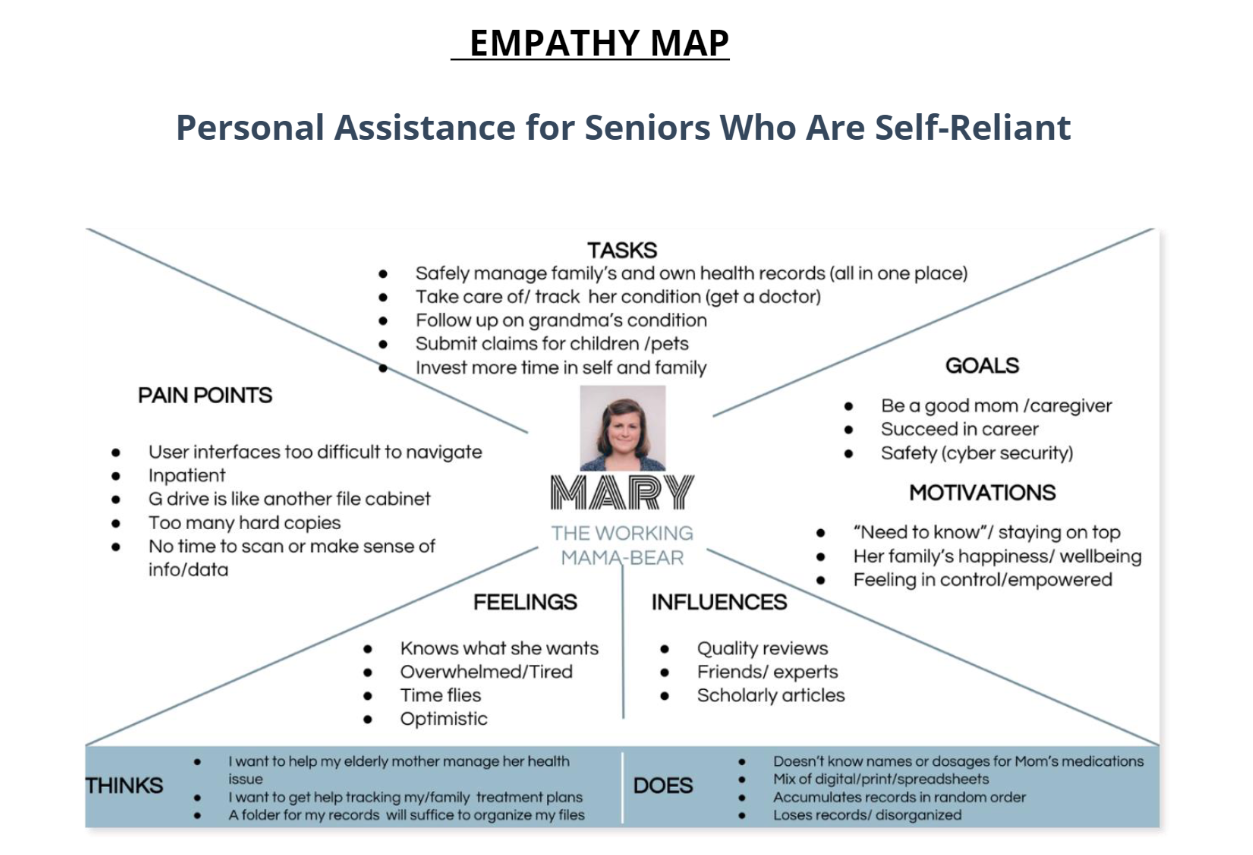 EMPATHY MAP
Personal Assistance for Seniors Who Are Self-Reliant
TASKS
● Safely manage family's and own health records (all in one place)
● Take care of/ track her condition (get a doctor)
● Follow up on grandma's condition
● Submit claims for children /pets
● Invest more time in self and family
PAIN POINTS
● User interfaces too difficult to navigate
● Inpatient
● G drive is like another file cabinet
● Too many hard copies
● No time to scan or make sense of
info/data
MARY
THE WORKING
MAMA-BEAR
GOALS
● Be a good mom /caregiver
● Succeed in career
● Safety (cyber security)
MOTIVATIONS
● “Need to know”/ staying on top
● Her family's happiness/ wellbeing
● Feeling in control/empowered
FEELINGS
● Knows what she wants
● Overwhelmed/Tired
● Time flies
● Optimistic
INFLUENCES
● Quality reviews
● Friends/ experts
● Scholarly articles
THINKS
● I want to help my elderly mother manage her health
issue
● I want to get help tracking my/family treatment plans
● A folder for my records will suffice to organize my files
DOES
● Doesn't know names or dosages for Mom's medications
● Mix of digital/print/spreadsheets
● Accumulates records in random order
● Loses records/ disorganized